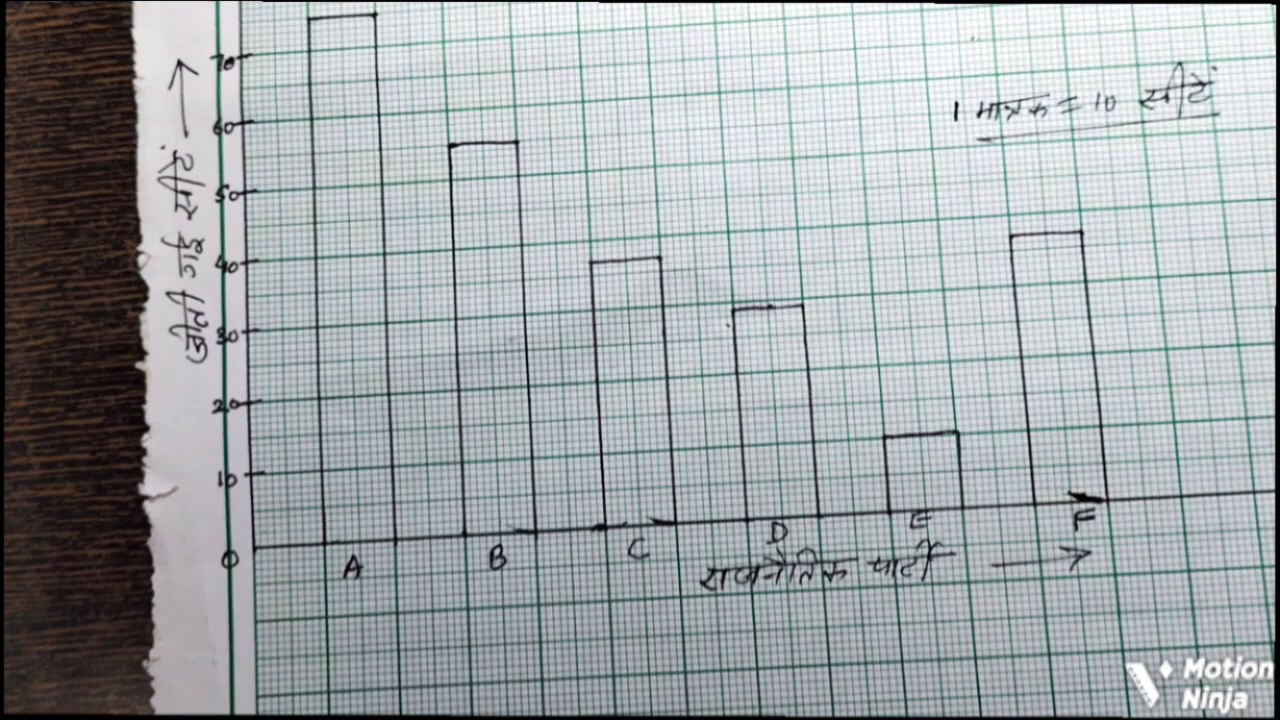 70
1 मात्रक = 10 सीटें
60
50
40
30
20
10
0
जीती गई सीटें
A B C D E F
राजनैतिक पार्टी
Motion
Ninja